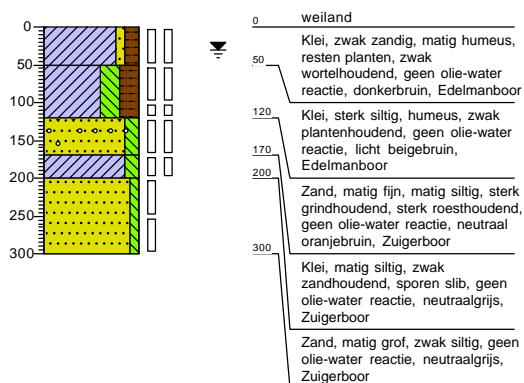 0
50
100
150
200
250
300
0
weiland
Klei, zwak zandig, matig humeus,
resten planten, zwak
wortelhoudend, geen olie-water
reactie, donkerbruin, Edelmanboor
50
Klei, sterk siltig, humeus, zwak
plantenhoudend, geen olie-water
reactie, licht beigebruin,
Edelmanboor
120
Zand, matig fijn, matig siltig, sterk
grindhoudend, sterk roesthoudend,
geen olie-water reactie, neutraal
oranjebruin, Zuigerboor
170
Klei, matig siltig, zwak
zandhoudend, sporen slib, geen
olie-water reactie, neutraalgrijs,
Zuigerboor
200
Zand, matig grof, zwak siltig, geen
olie-water reactie, neutraalgrijs,
Zuigerboor
300